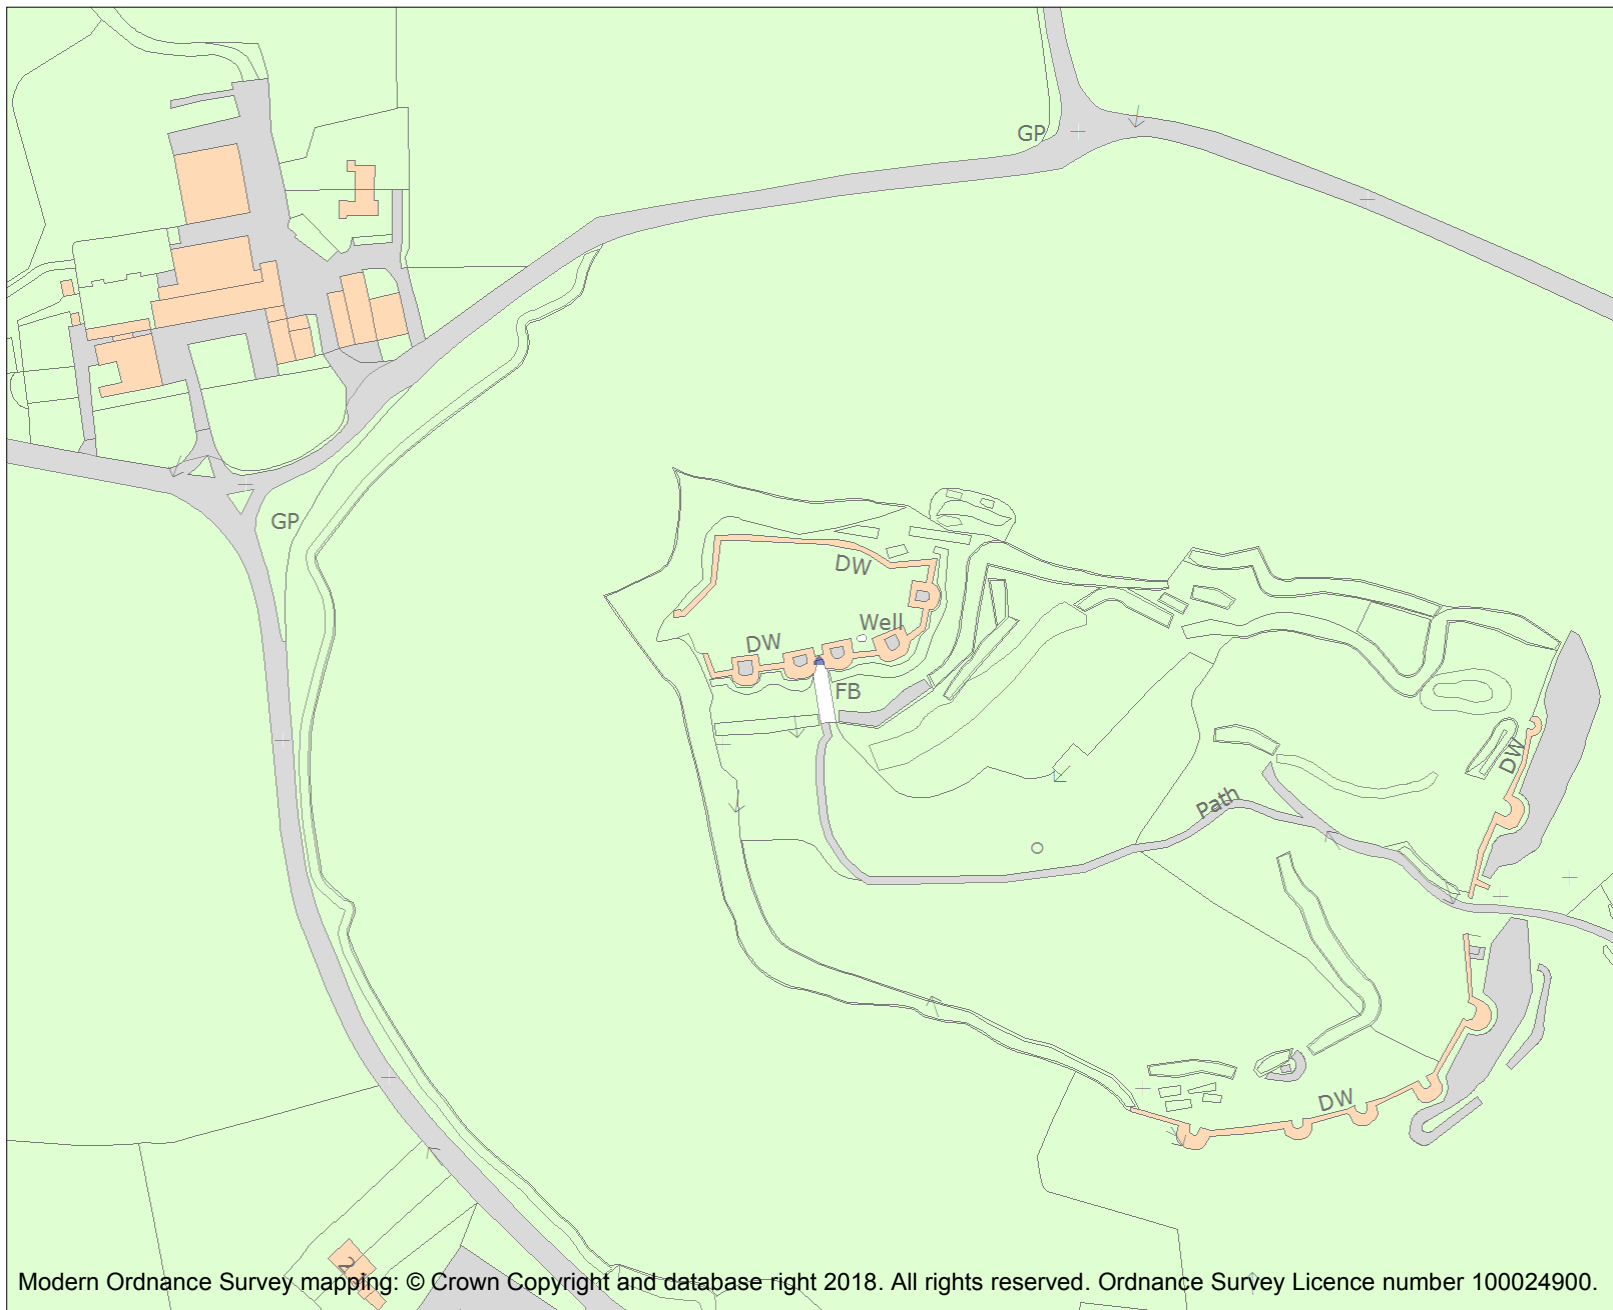 GP
GP
DW
Well
DW
FB
DW
Path
DW
2
Modern Ordnance Survey mapping: © Crown Copyright and database right 2018. All rights reserved. Ordnance Survey Licence number 100024900.